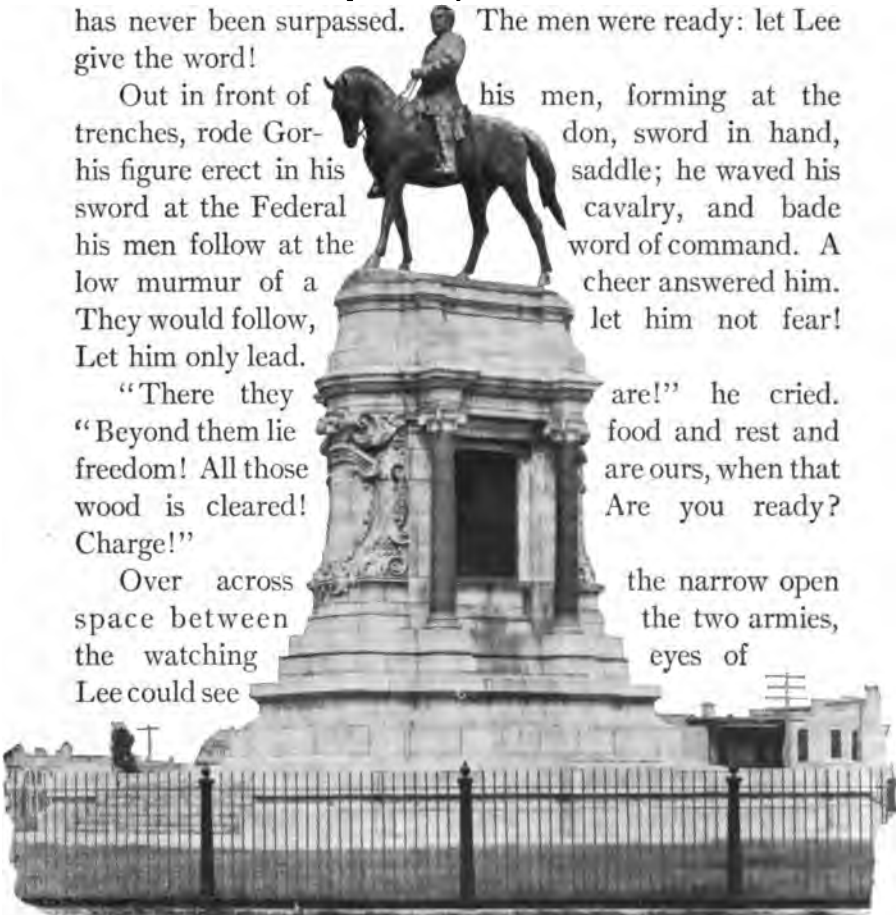 has never been surpassed. The men were ready: let Lee
give the word!
Out in front of his men, forming at the
trenches, rode Gor- don, sword in hand,
his figure erect in his saddle; he waved his
sword at the Federal cavalry, and bade
his men follow at the word of command. A
low murmur of a cheer answered him.
They would follow, let him not fear!
Let him only lead.
“There they are!” he cried.
“Beyond them lie food and rest and
freedom! All those are ours, when that
wood is cleared! Are you ready?
Charge!”
Over across the narrow open
space between the two armies,
the watching eyes of
Lee could see